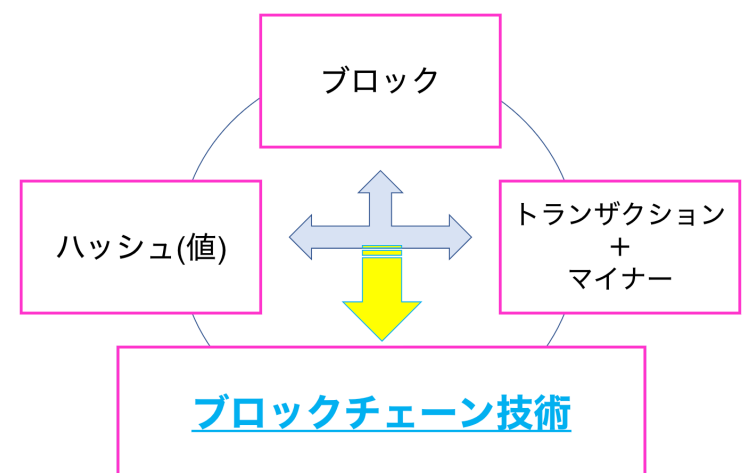 ブロック
ハッシュ(値)
トランザクション
+
マイナー
ブロックチェーン技術